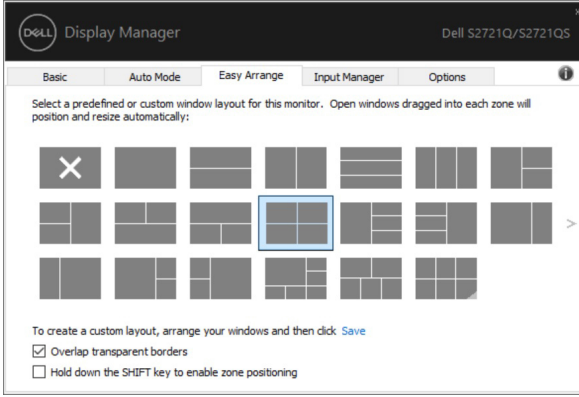 DELL Display Manager
Dell S2721Q/S2721QS
Basic Auto Mode Easy Arrange Input Manager Options
Select a predefined or custom window layout for this monitor. Open windows dragged into each zone will
position and resize automatically:
To create a custom layout, arrange your windows and then click Save
Overlap transparent borders
Hold down the SHIFT key to enable zone positioning